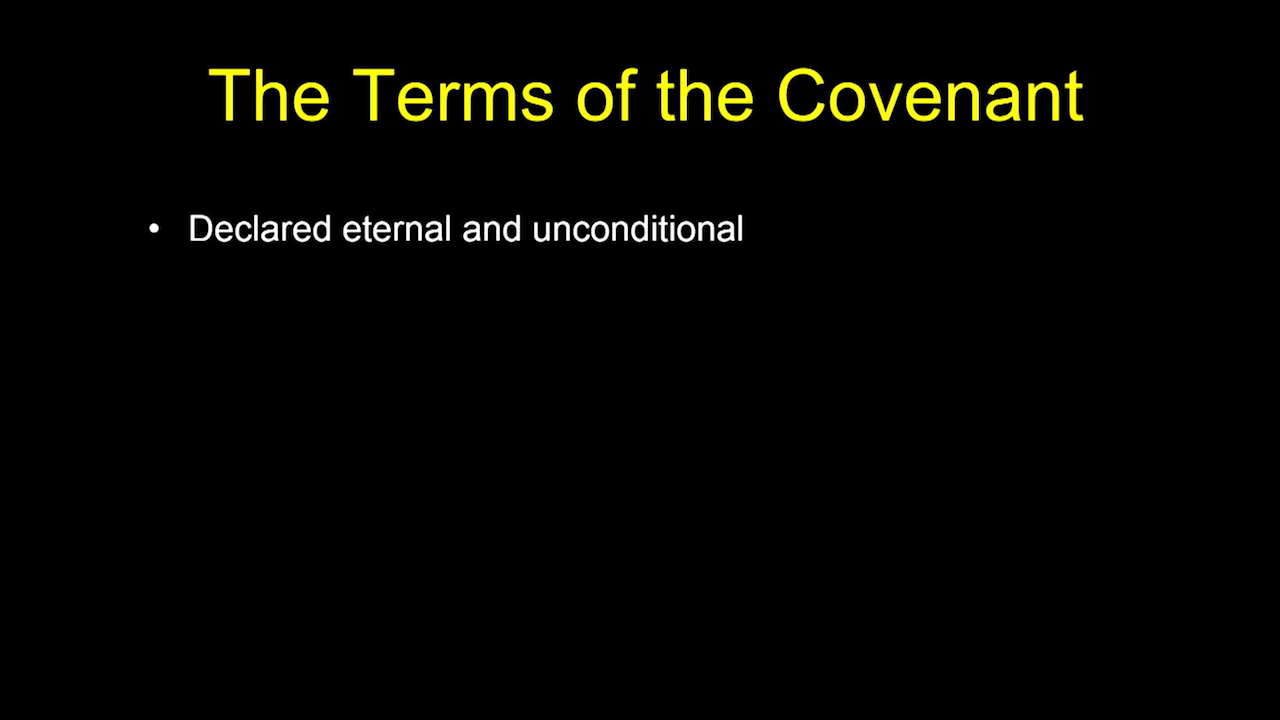 The Terms of the Covenant
• Declared eternal and unconditional